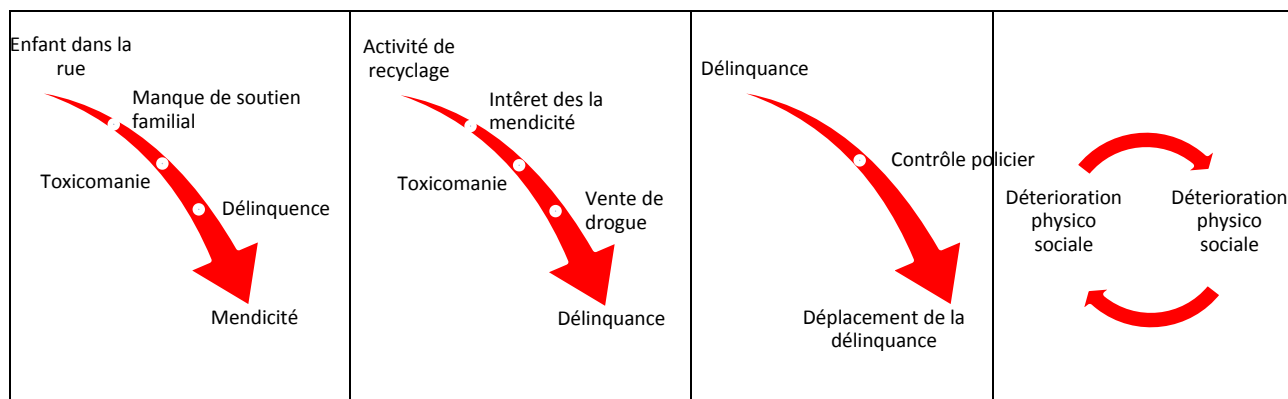 Enfant dans la
rue
Manque de soutien
familial
Toxicomanie
Délinquence
Mendicité
Activité de
recyclage
Intêret des la
mendicité
Toxicomanie
Vente de
drogue
Délinquance
Délinquance
Contrôle policier
Déplacement de la
délinquance
Déterioration
physico
sociale
Déterioration
physico
sociale